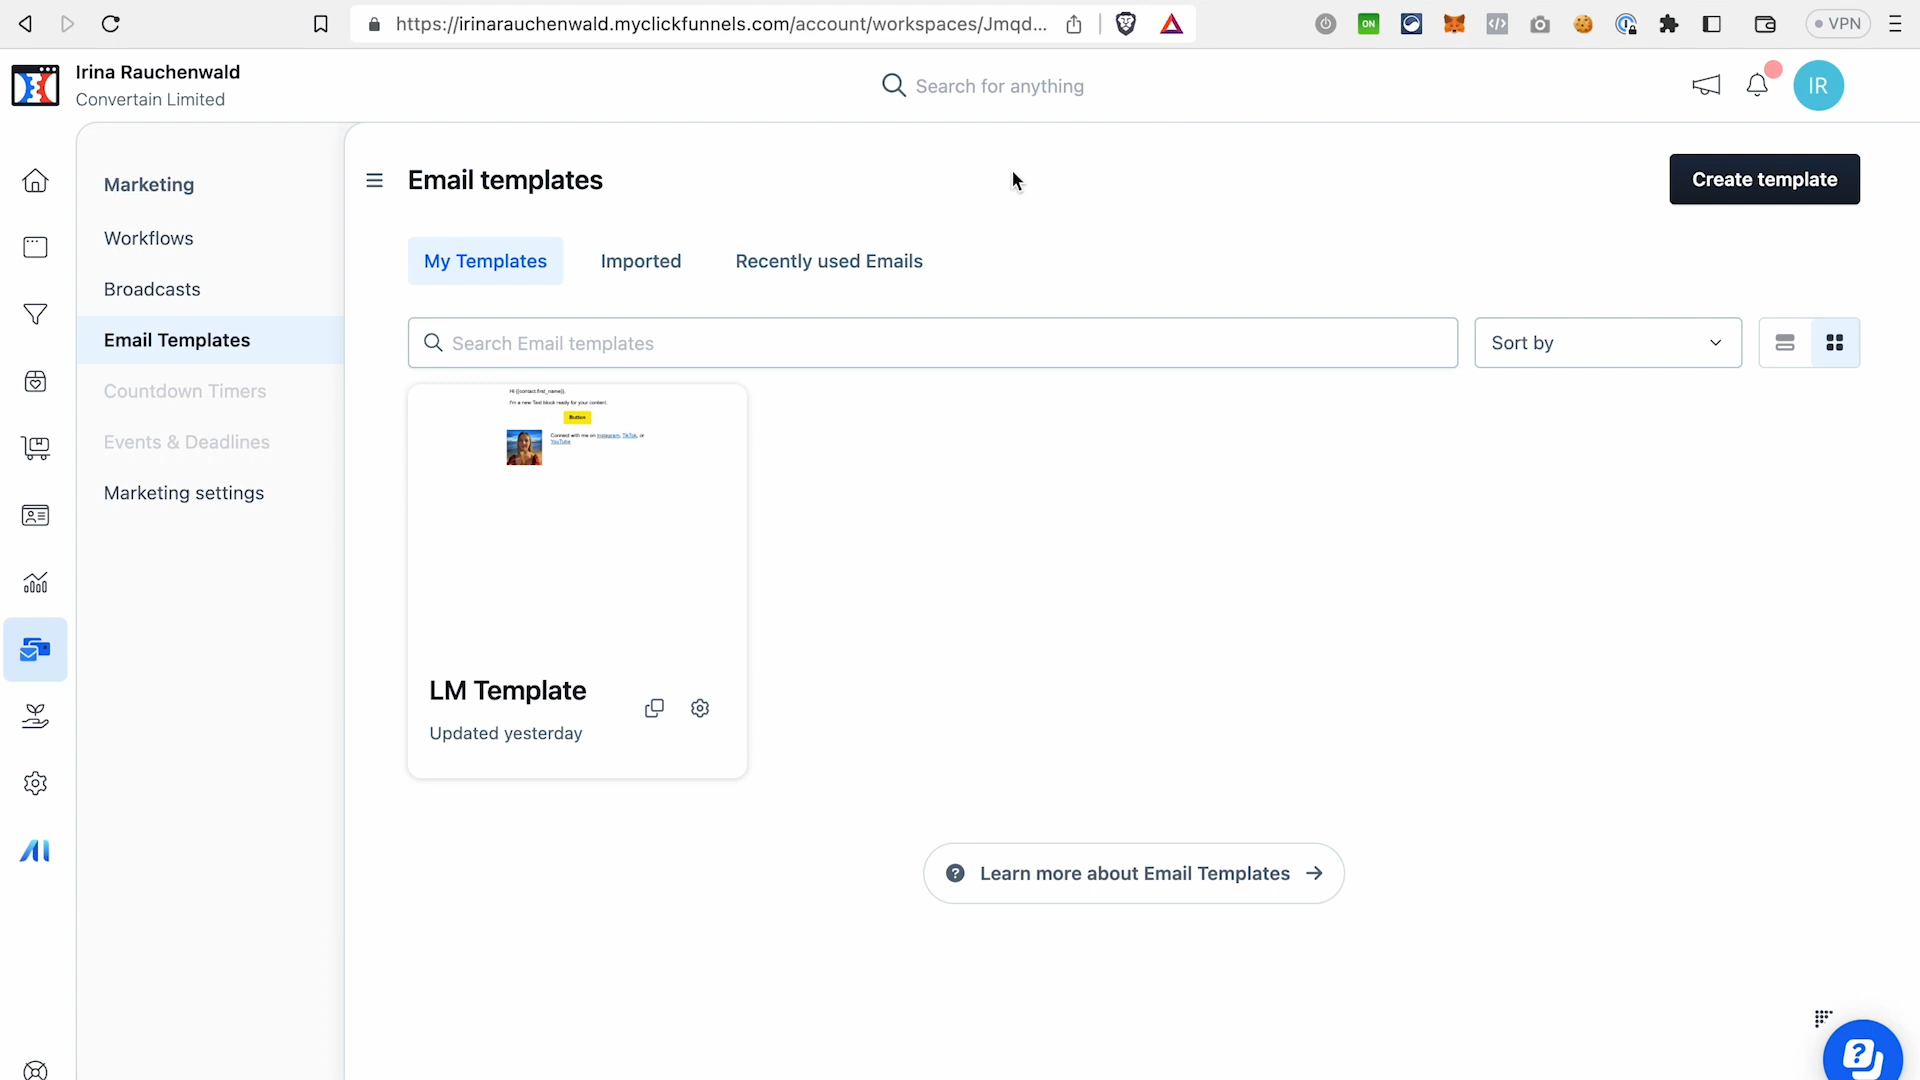 https://irinarauchenwald.myclickfunnels.com/account/workspaces/Jmqd...
ON
VPN
Irina Rauchenwald
Convertain Limited
Search for anything
IR
Marketing
Workflows
Broadcasts
Email Templates
Countdown Timers
Events & Deadlines
Marketing settings
AI
Email templates
Create template
My Templates
Imported
Recently used Emails
Search Email templates
Sort by
Hi {{contact.first_name}},
I'm a new Text block ready for your content.
Button
Connect with me on Instagram, TikTok, or
YouTube
LM Template
Updated yesterday
Learn more about Email Templates